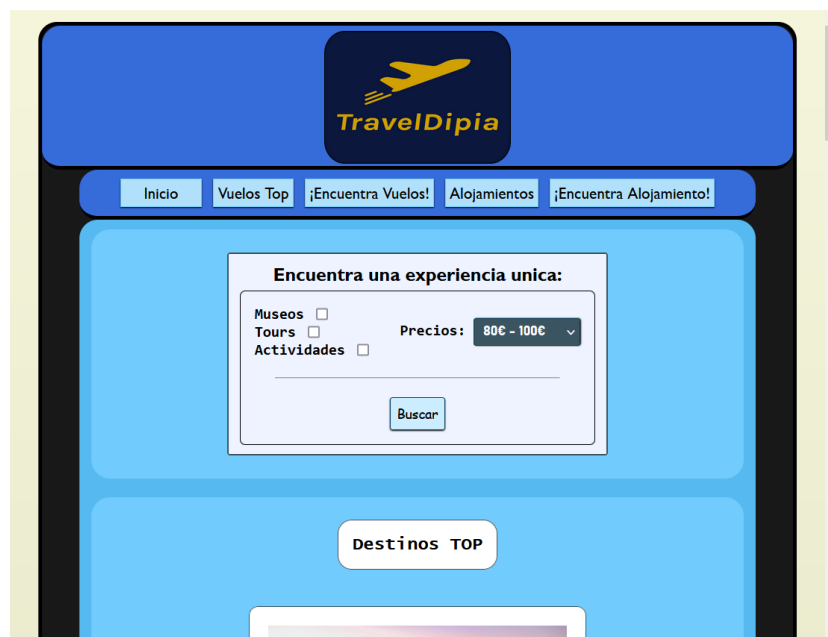 TravelDipia
Inicio
Vuelos Top
¡Encuentra Vuelos!
Alojamientos
¡Encuentra Alojamiento!
Encuentra una experiencia unica:
Museos
Tours
Actividades
Precios:
80€ - 100€
Buscar
Destinos TOP